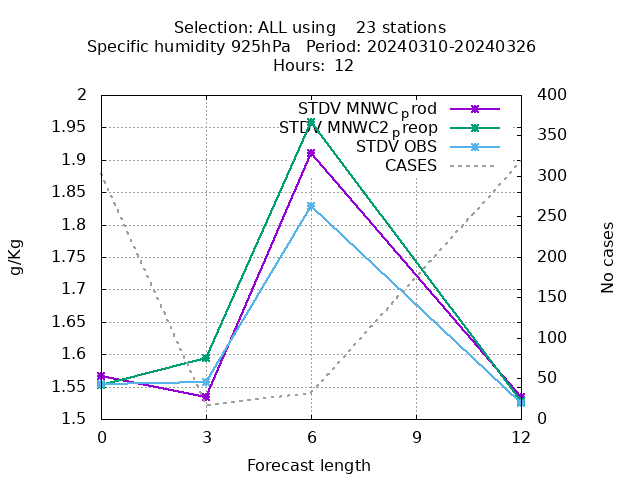 Selection: ALL using    23 stations
Specific humidity 925hPa   Period: 20240310-20240326
Hours:  12
STDV MNWC_prod
STDV MNWC2_preop
STDV OBS
CASES
2
1.95
1.9
1.85
1.8
1.75
1.7
1.65
1.6
1.55
1.5
g/Kg
400
350
300
250
200
150
100
50
0
No cases
0 3 6 9 12
Forecast length